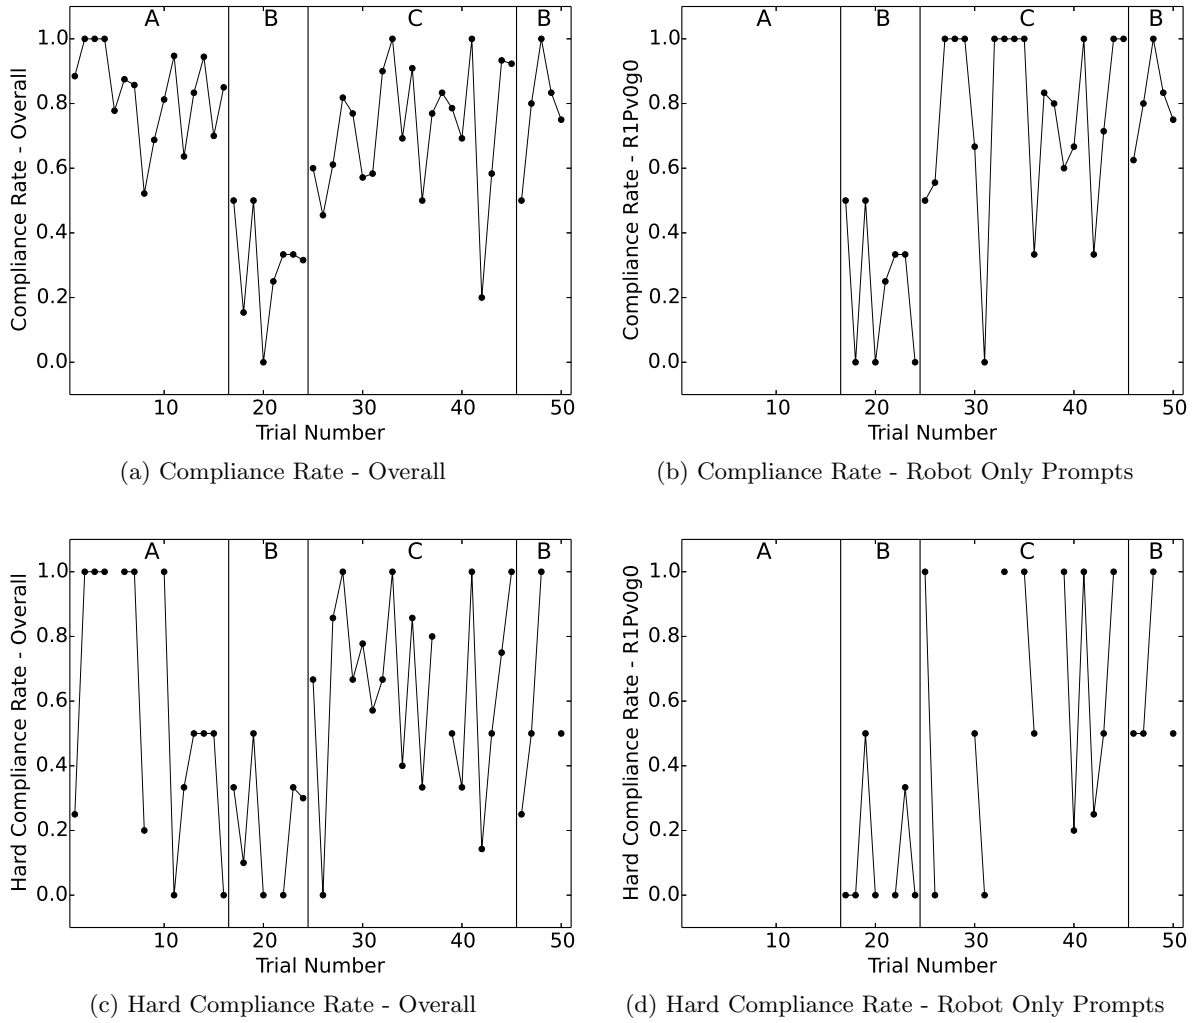 A B C B
1.0
0.8
0.6
0.4
0.2
0.0
Compliance Rate - Overall
10 20 30 40 50
Trial Number
(a) Compliance Rate - Overall
A B C B
1.0
0.8
0.6
0.4
0.2
0.0
Compliance Rate - R1Pv0g0
10 20 30 40 50
Trial Number
(b) Compliance Rate - Robot Only Prompts
A B C B
1.0
0.8
0.6
0.4
0.2
0.0
Hard Compliance Rate - Overall
10 20 30 40 50
Trial Number
(c) Hard Compliance Rate - Overall
A B C B
1.0
0.8
0.6
0.4
0.2
0.0
Hard Compliance Rate - R1Pv0g0
10 20 30 40 50
Trial Number
(d) Hard Compliance Rate - Robot Only Prompts